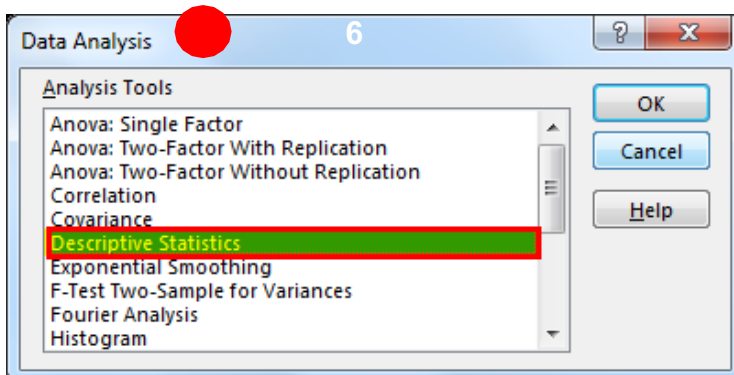 Data Analysis 6
Analysis Tools
Anova: Single Factor
Anova: Two-Factor With Replication
Anova: Two-Factor Without Replication
Correlation
Covariance
Descriptive Statistics
Exponential Smoothing
F-Test Two-Sample for Variances
Fourier Analysis
Histogram
OK
Cancel
Help